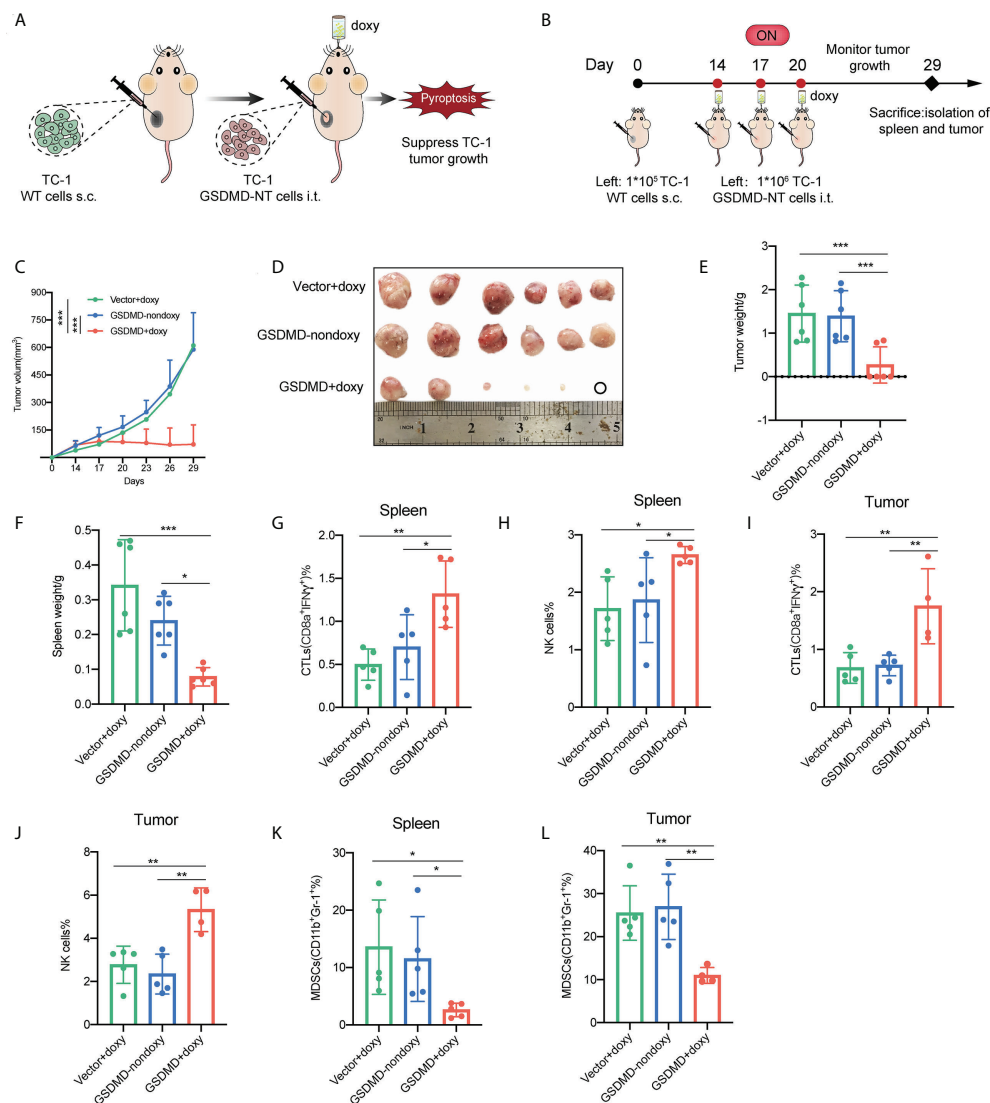 A
doxy
Pyroptosis
Suppress TC-1
tumor growth
TC-1
WT cells s.c.
TC-1
GSDMD-NT cells i.t.
B
ON
Day
0
14
17
20
Monitor tumor
growth
29
doxy
Sacrifice:isolation of
spleen and tumor
Left: 1*10⁵ TC-1
WT cells s.c.
Left: 1*10⁶ TC-1
GSDMD-NT cells i.t.
C
Tumor volum(mm³)
900
750
600
450
300
150
0
14
17
20
23
26
29
Days
***
***
Vector+doxy
GSDMD-nondoxy
GSDMD+doxy
D
Vector+doxy
GSDMD-nondoxy
GSDMD+doxy
INCH
1
2
3
4
5
E
Tumor weight/g
3
2
1
0
-1
***
***
Vector+doxy
GSDMD-nondoxy
GSDMD+doxy
F
Spleen weight/g
0.5
0.4
0.3
0.2
0.1
0.0
***
*
Vector+doxy
GSDMD-nondoxy
GSDMD+doxy
G
Spleen
CTLs(CD8a⁺IFNγ⁺)%
2.0
1.5
1.0
0.5
0.0
**
*
Vector+doxy
GSDMD-nondoxy
GSDMD+doxy
H
Spleen
NK cells%
3
2
1
0
*
*
Vector+doxy
GSDMD-nondoxy
GSDMD+doxy
I
Tumor
CTLs(CD8a⁺IFNγ⁺)%
3
2
1
0
**
**
Vector+doxy
GSDMD-nondoxy
GSDMD+doxy
J
Tumor
NK cells%
8
6
4
2
0
**
**
Vector+doxy
GSDMD-nondoxy
GSDMD+doxy
K
Spleen
MDSCs(CD11b⁺Gr-1⁺%)
30
20
10
0
*
*
Vector+doxy
GSDMD-nondoxy
GSDMD+doxy
L
Tumor
MDSCs(CD11b⁺Gr-1⁺%)
40
30
20
10
0
**
**
Vector+doxy
GSDMD-nondoxy
GSDMD+doxy